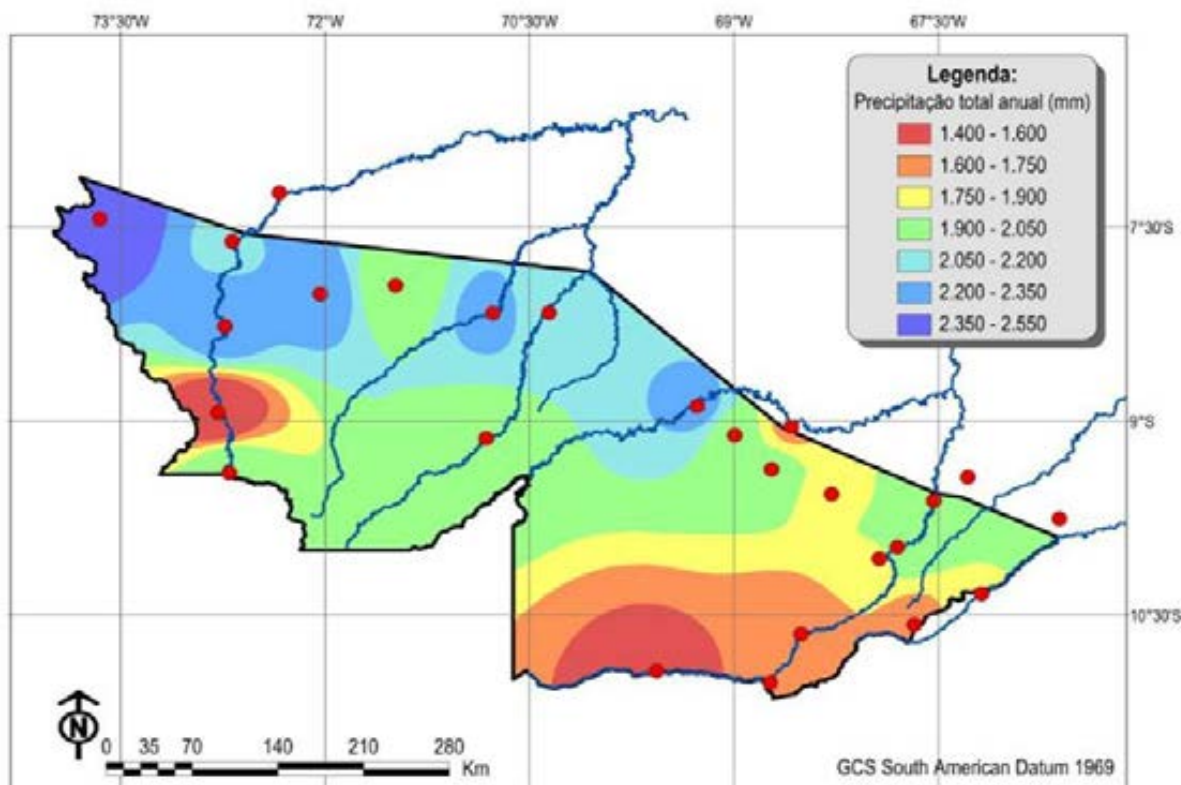 73°30'W 72°W 70°30'W 69°W 67°30'W
Legenda:
Precipitação total anual (mm)
1.400 - 1.600
1.600 - 1.750
1.750 - 1.900
1.900 - 2.050
2.050 - 2.200
2.200 - 2.350
2.350 - 2.550
7°30'S
9°S
10°30'S
N
0 35 70 140 210 280
Km
GCS South American Datum 1969